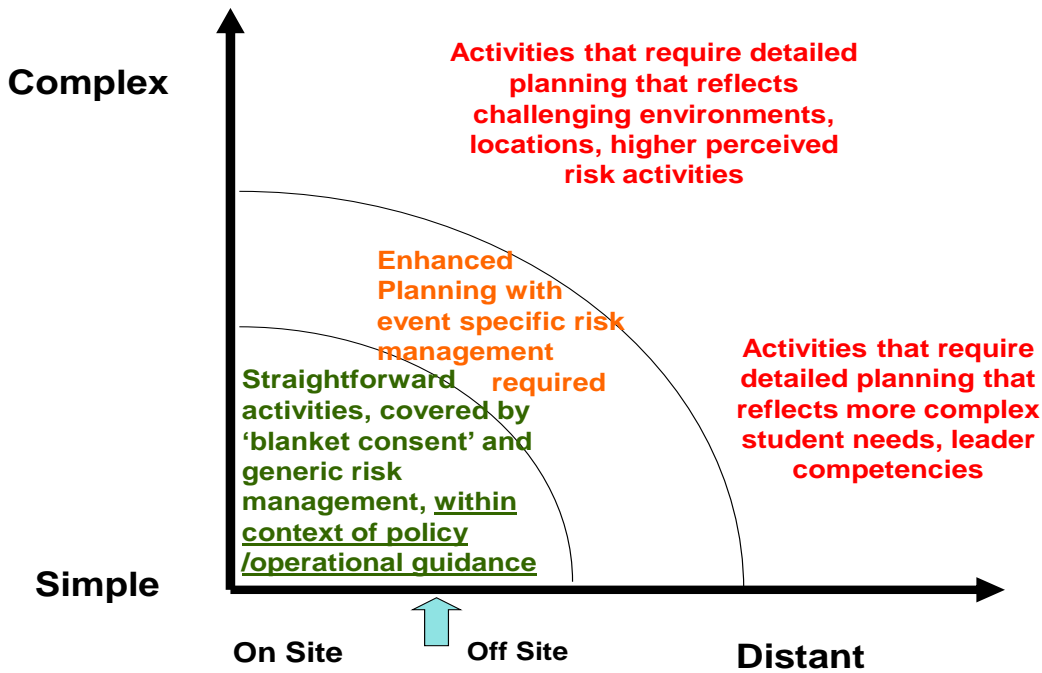 Complex
Activities that require detailed
planning that reflects
challenging environments,
locations, higher perceived
risk activities
Enhanced
Planning with
event specific risk
management
required
Straightforward
activities, covered by
‘blanket consent’ and
generic risk
management, within
context of policy
/operational guidance
Activities that require
detailed planning that
reflects more complex
student needs, leader
competencies
Simple
On Site
Off Site
Distant